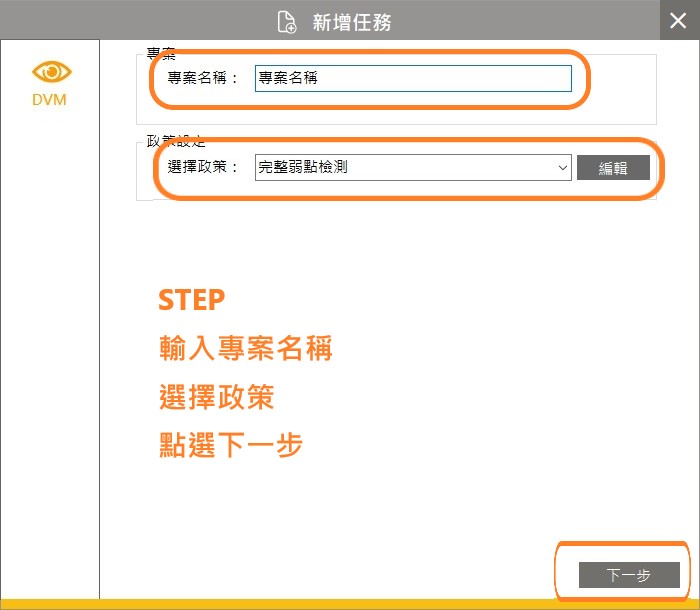 新增任務
DVM
專案
專案名稱：
專案名稱
政策設定
選擇政策：
完整弱點檢測
編輯
STEP
輸入專案名稱
選擇政策
點選下一步
下一步